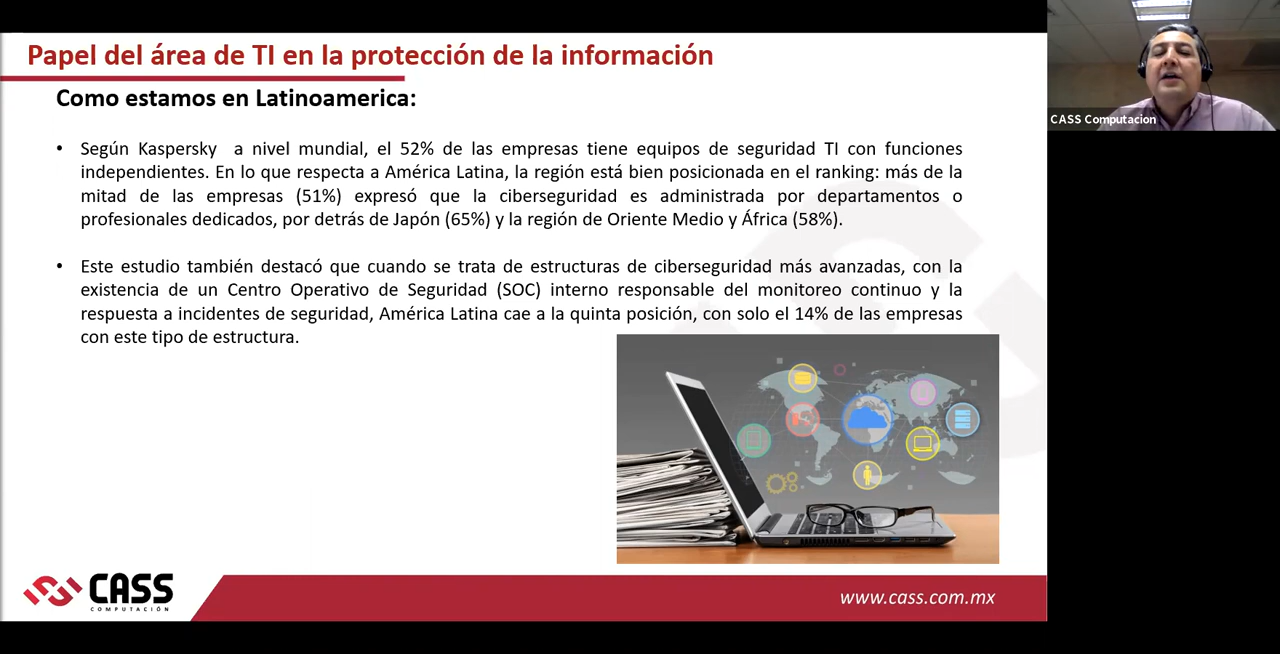 Papel del área de TI en la protección de la información
Como estamos en Latinoamerica:
• Según Kaspersky a nivel mundial, el 52% de las empresas tiene equipos de seguridad TI con funciones
independientes. En lo que respecta a América Latina, la región está bien posicionada en el ranking: más de la
mitad de las empresas (51%) expresó que la ciberseguridad es administrada por departamentos o
profesionales dedicados, por detrás de Japón (65%) y la región de Oriente Medio y África (58%).
• Este estudio también destacó que cuando se trata de estructuras de ciberseguridad más avanzadas, con la
existencia de un Centro Operativo de Seguridad (SOC) interno responsable del monitoreo continuo y la
respuesta a incidentes de seguridad, América Latina cae a la quinta posición, con solo el 14% de las empresas
con este tipo de estructura.
CASS
COMPUTACIÓN
www.cass.com.mx
CASS Computacion